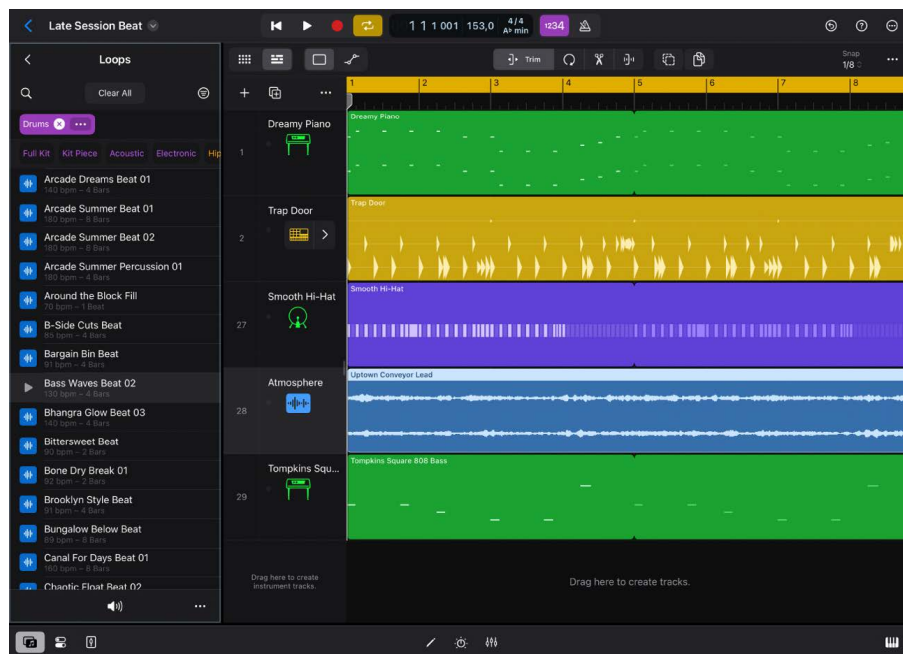 Late Session Beat
1 1 1 001
153,0
4/4
A♭ min
1234
Loops
Trim
Snap
1/8
Clear All
1 2 3 4 5 6 7 8
Drums
Full Kit Kit Piece Acoustic Electronic Hip
Arcade Dreams Beat 01
140 bpm – 4 Bars
Arcade Summer Beat 01
180 bpm – 8 Bars
Arcade Summer Beat 02
180 bpm – 8 Bars
Arcade Summer Percussion 01
180 bpm – 4 Bars
Around the Block Fill
70 bpm – 1 Beat
B-Side Cuts Beat
85 bpm – 4 Bars
Bargain Bin Beat
91 bpm – 4 Bars
Bass Waves Beat 02
130 bpm – 4 Bars
Bhangra Glow Beat 03
140 bpm – 4 Bars
Bittersweet Beat
90 bpm – 2 Bars
Bone Dry Break 01
92 bpm – 2 Bars
Brooklyn Style Beat
91 bpm – 4 Bars
Bungalow Below Beat
89 bpm – 8 Bars
Canal For Days Beat 01
160 bpm – 8 Bars
Chaotic Float Beat 02
Dreamy Piano
1
Dreamy Piano
Trap Door
2
Trap Door
Smooth Hi-Hat
27
Smooth Hi-Hat
Atmosphere
28
Uptown Conveyor Lead
Tompkins Squ...
29
Tompkins Square 808 Bass
Drag here to create
instrument tracks.
Drag here to create tracks.